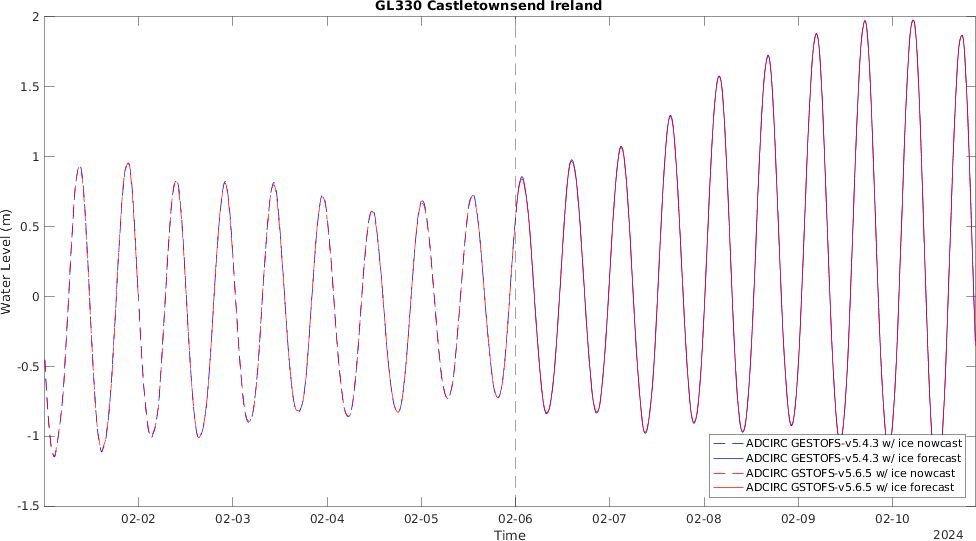 GL330 Castletownsend Ireland
2
1.5
1
0.5
0
-0.5
-1
-1.5
Water Level (m)
ADCIRC GESTOFS-v5.4.3 w/ ice nowcast
ADCIRC GESTOFS-v5.4.3 w/ ice forecast
ADCIRC GSTOFS-v5.6.5 w/ ice nowcast
ADCIRC GSTOFS-v5.6.5 w/ ice forecast
02-02 02-03 02-04 02-05 02-06 02-07 02-08 02-09 02-10
Time
2024